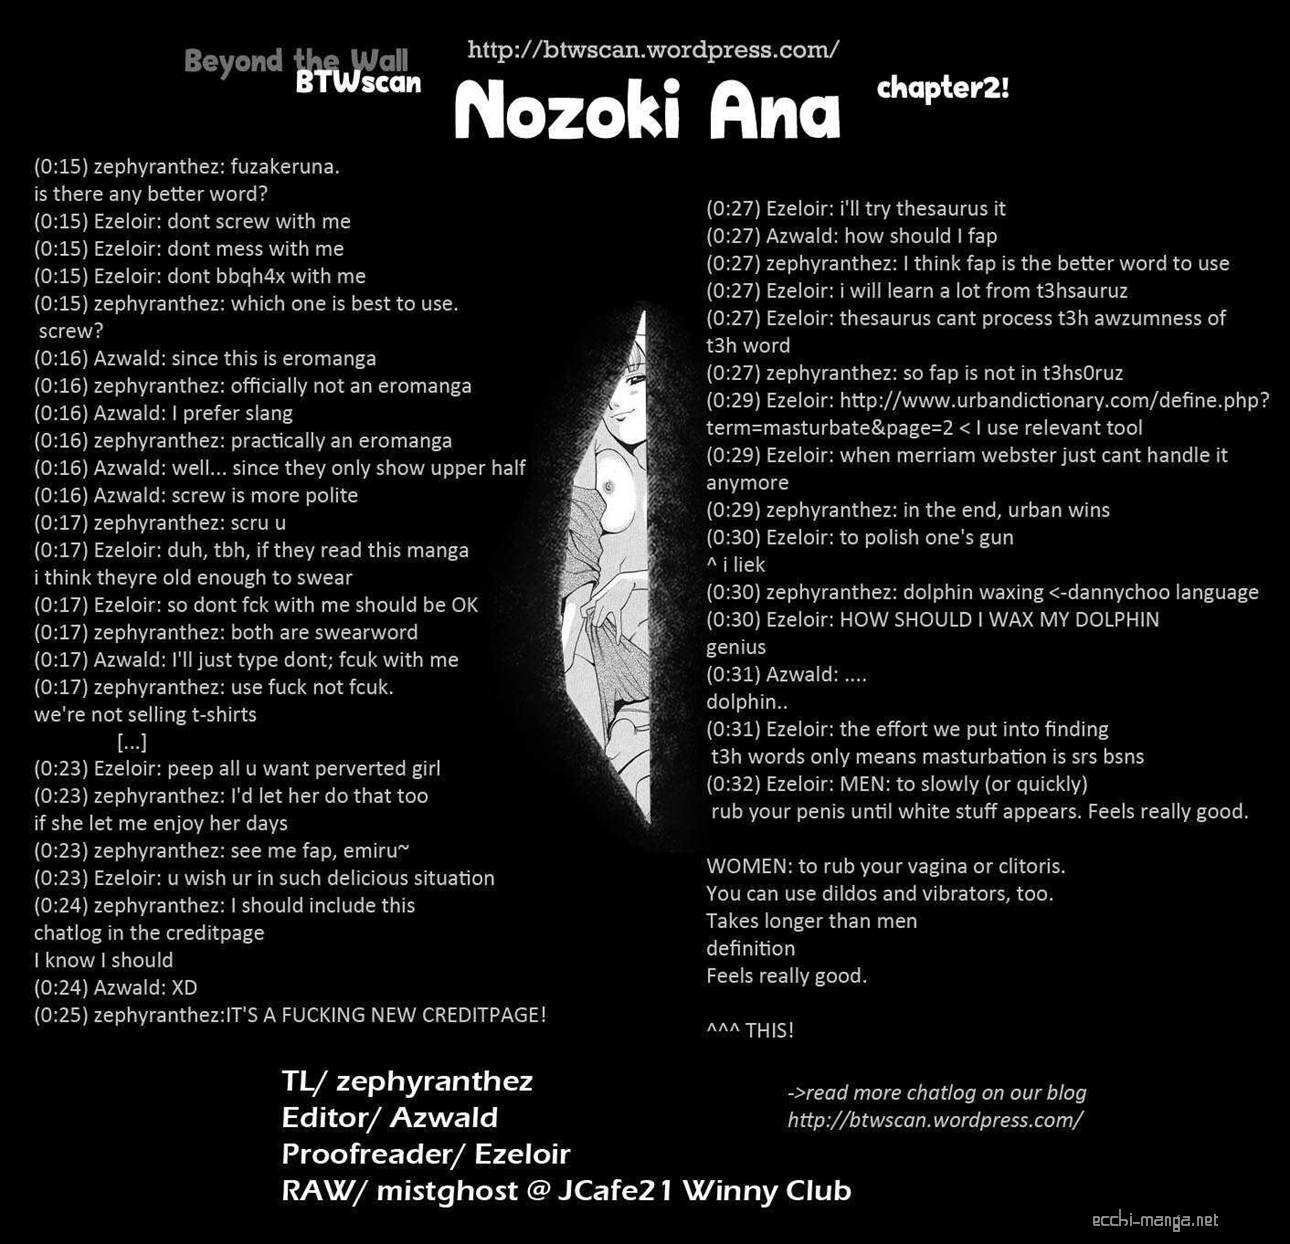 http://btwscan.wordpress.com/
Beyond the Wall
BTWscan
Nozoki Ana
chapter2!
(0:15) zephyranthez: fuzakeruna.
is there any better word?
(0:15) Ezeloir: dont screw with me
(0:15) Ezeloir: dont mess with me
(0:15) Ezeloir: dont bbqh4x with me
(0:15) zephyranthez: which one is best to use.
screw?
(0:16) Azwald: since this is eromanga
(0:16) zephyranthez: officially not an eromanga
(0:16) Azwald: I prefer slang
(0:16) zephyranthez: practically an eromanga
(0:16) Azwald: well... since they only show upper half
(0:16) Azwald: screw is more polite
(0:17) zephyranthez: scru u
(0:17) Ezeloir: duh, tbh, if they read this manga
i think theyre old enough to swear
(0:17) Ezeloir: so dont fck with me should be OK
(0:17) zephyranthez: both are swearword
(0:17) Azwald: I'll just type dont; fcuk with me
(0:17) zephyranthez: use fuck not fcuk.
we're not selling t-shirts
[...]
(0:23) Ezeloir: peep all u want perverted girl
(0:23) zephyranthez: I'd let her do that too
if she let me enjoy her days
(0:23) zephyranthez: see me fap, emiru~
(0:23) Ezeloir: u wish ur in such delicious situation
(0:24) zephyranthez: I should include this
chatlog in the creditpage
I know I should
(0:24) Azwald: XD
(0:25) zephyranthez:IT'S A FUCKING NEW CREDITPAGE!
(0:27) Ezeloir: i'll try thesaurus it
(0:27) Azwald: how should I fap
(0:27) zephyranthez: I think fap is the better word to use
(0:27) Ezeloir: i will learn a lot from t3hsauruz
(0:27) Ezeloir: thesaurus cant process t3h awzumness of
t3h word
(0:27) zephyranthez: so fap is not in t3hs0ruz
(0:29) Ezeloir: http://www.urbandictionary.com/define.php?
term=masturbate&page=2 < I use relevant tool
(0:29) Ezeloir: when merriam webster just cant handle it
anymore
(0:29) zephyranthez: in the end, urban wins
(0:30) Ezeloir: to polish one's gun
^ i liek
(0:30) zephyranthez: dolphin waxing <-dannychoo language
(0:30) Ezeloir: HOW SHOULD I WAX MY DOLPHIN
genius
(0:31) Azwald: ....
dolphin..
(0:31) Ezeloir: the effort we put into finding
t3h words only means masturbation is srs bsns
(0:32) Ezeloir: MEN: to slowly (or quickly)
rub your penis until white stuff appears. Feels really good.
WOMEN: to rub your vagina or clitoris.
You can use dildos and vibrators, too.
Takes longer than men
definition
Feels really good.
^^^ THIS!
TL/ zephyranthez
Editor/ Azwald
Proofreader/ Ezeloir
RAW/ mistghost @ JCafe21 Winny Club
->read more chatlog on our blog
http://btwscan.wordpress.com/
ecchi-manga.net